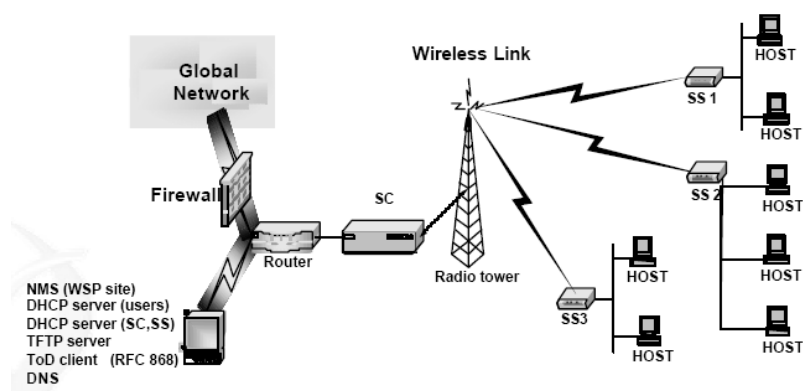 Global
Network
Wireless Link
HOST
SS 1
HOST
Firewall
SC
SS 2
HOST
Router
Radio tower
HOST
HOST
SS3
HOST
HOST
NMS (WSP site)
DHCP server (users)
DHCP server (SC,SS)
TFTP server
ToD client (RFC 868)
DNS